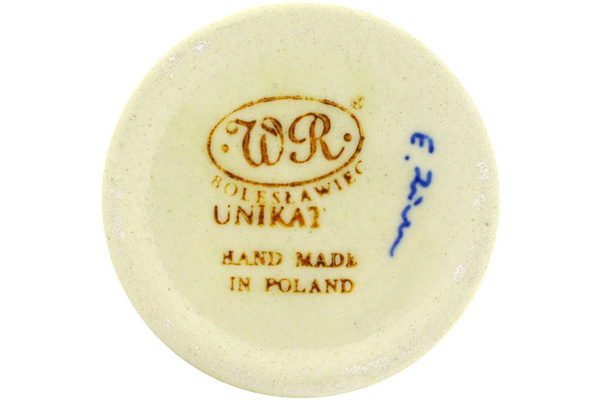 WR
®
BOLESŁAWIEC
UNIKAT
HAND MADE
IN POLAND
E.